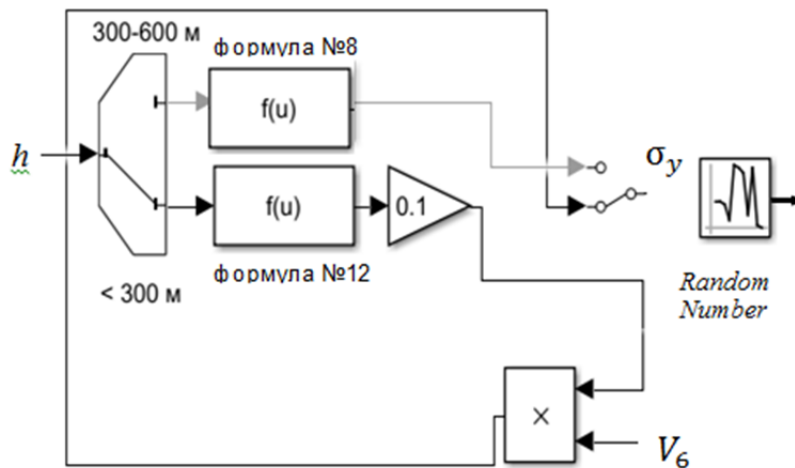 300-600 м
формула №8
f(u)
h
σy
f(u)
0.1
формула №12
< 300 м
Random
Number
×
V6